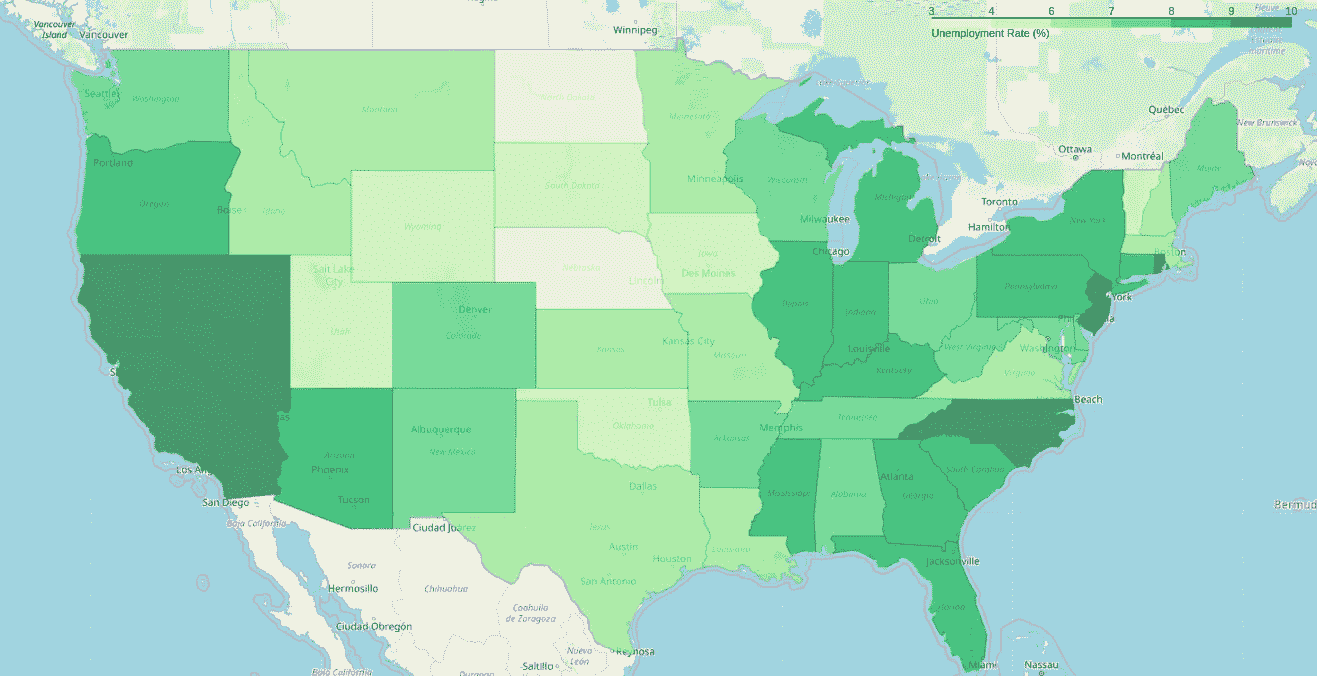 3 4 6 7 8 9 10
Unemployment Rate (%)
Vancouver
Island
Vancouver
Winnipeg
Québec
New Brunswick
Ottawa
Montréal
Seattle
Washington
Montana
Minnesota
Portland
Oregon
Boise
Idaho
South Dakota
Minneapolis
Wisconsin
Michigan
Toronto
Hamilton
New York
Maine
Wyoming
Milwaukee
Chicago
Detroit
Boston
Salt Lake
City
Nebraska
Lincoln
Iowa
Des Moines
Illinois
Indiana
Ohio
Pennsylvania
York
Utah
Denver
Colorado
Kansas
Kansas City
Missouri
Louisville
Kentucky
West Virginia
Washington
Virginia
Beach
Albuquerque
New Mexico
Tulsa
Oklahoma
Arkansas
Memphis
Tennessee
Arizona
Phoenix
Tucson
Dallas
Mississippi
Alabama
Atlanta
Georgia
South Carolina
Los Ang
San Diego
Baja California
Ciudad Juárez
Texas
Austin
Houston
San Antonio
Louisiana
Jacksonville
Florida
Miami
Nassau
Bermud
Sonora
Hermosillo
Chihuahua
Coahuila
de Zaragoza
Ciudad Obregón
Nuevo
León
Reynosa
Saltillo
Durango
Baja California